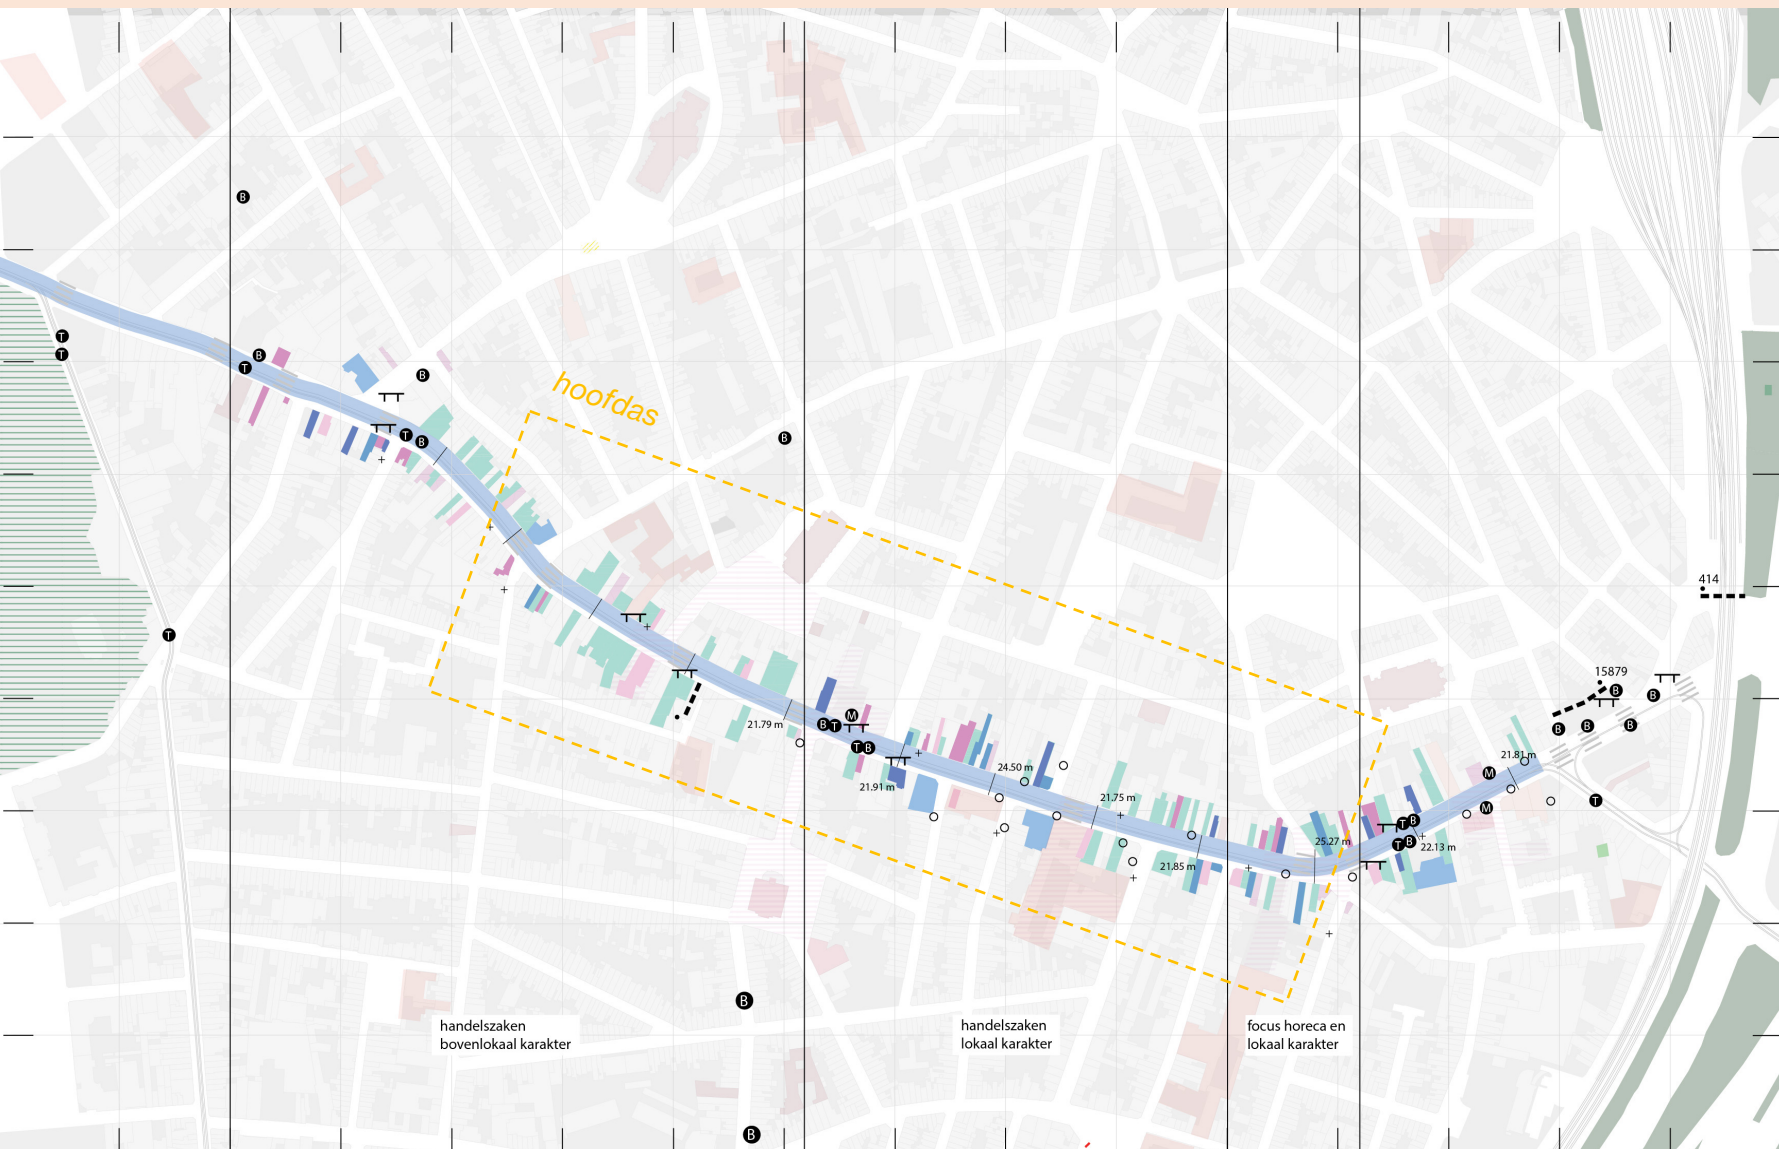 B
T
T
B
T
B
hoofdas
T
B
B
414
T
15879
B
B
B
B
B
M
B
T
21.79 m
T
B
21.81 m
24.50 m
M
21.91 m
21.75 m
T
M
T
B
25.27 m
T
B
22.13 m
21.85 m
B
handelszaken
bovenlokaal karakter
handelszaken
lokaal karakter
focus horeca en
lokaal karakter
B